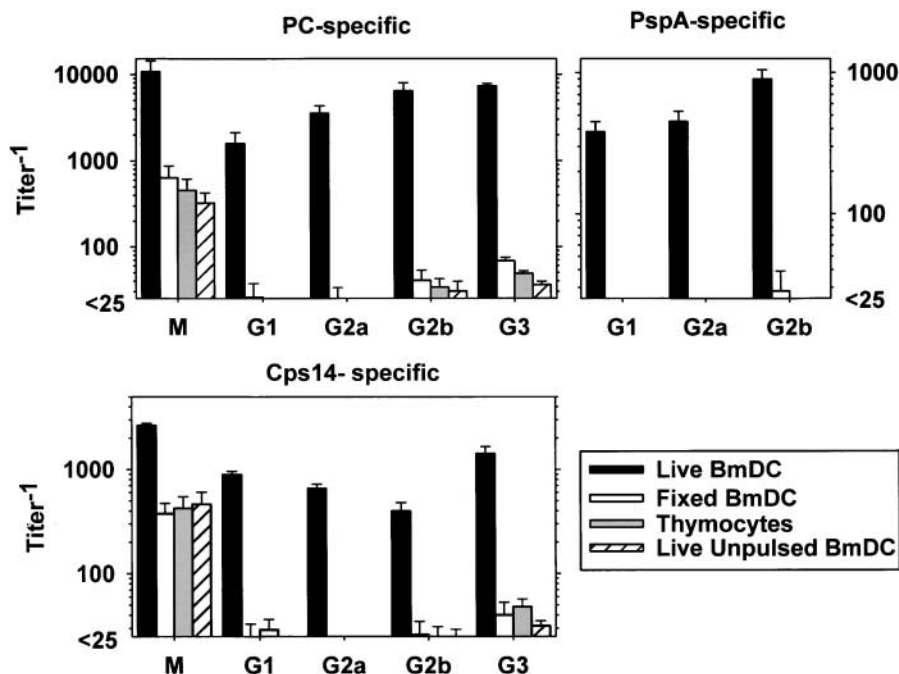 PC-specific
PspA-specific
Titer-1
10000
1000
100
<25
M G1 G2a G2b G3
1000
100
<25
G1 G2a G2b
Cps14- specific
Titer-1
1000
100
<25
M G1 G2a G2b G3
Live BmDC
Fixed BmDC
Thymocytes
Live Unpulsed BmDC